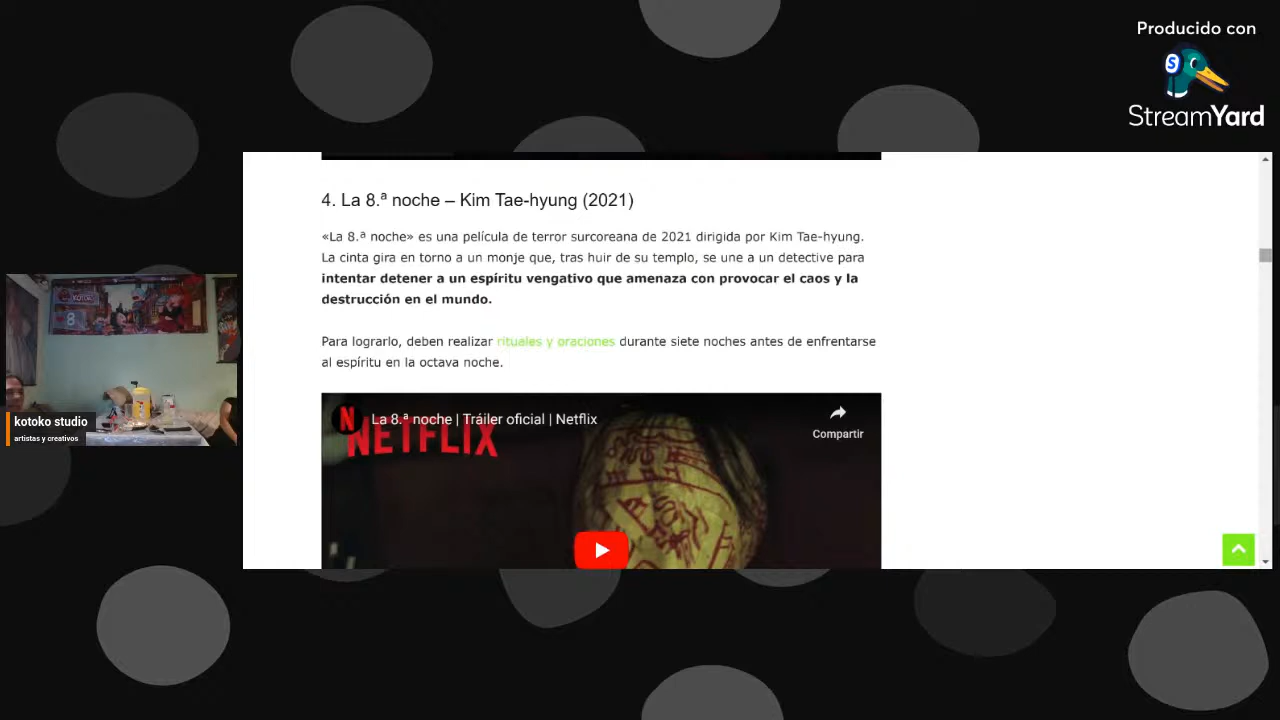 Producido con
S
StreamYard
4. La 8.ª noche – Kim Tae-hyung (2021)
«La 8.ª noche» es una película de terror surcoreana de 2021 dirigida por Kim Tae-hyung.
La cinta gira en torno a un monje que, tras huir de su templo, se une a un detective para
intentar detener a un espíritu vengativo que amenaza con provocar el caos y la
destrucción en el mundo.
Para lograrlo, deben realizar rituales y oraciones durante siete noches antes de enfrentarse
al espíritu en la octava noche.
N
La 8.ª noche | Tráiler oficial | Netflix
NETFLIX
Compartir
8
kotoko studio
artistas y creativos